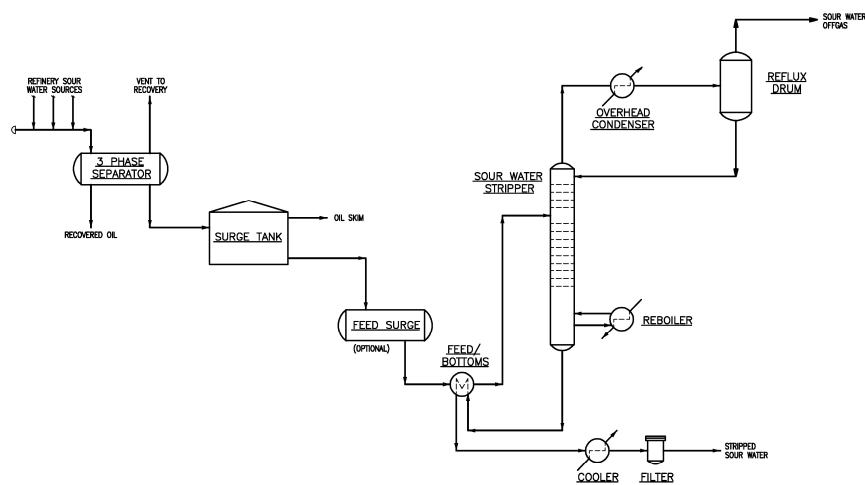 SOUR WATER
OFFGAS
REFINERY SOUR
WATER SOURCES
VENT TO
RECOVERY
REFLUX
DRUM
OVERHEAD
CONDENSER
3 PHASE
SEPARATOR
SOUR WATER
STRIPPER
RECOVERED OIL
OIL SKIM
SURGE TANK
FEED SURGE
(OPTIONAL)
REBOILER
FEED/
BOTTOMS
STRIPPED
SOUR WATER
COOLER
FILTER